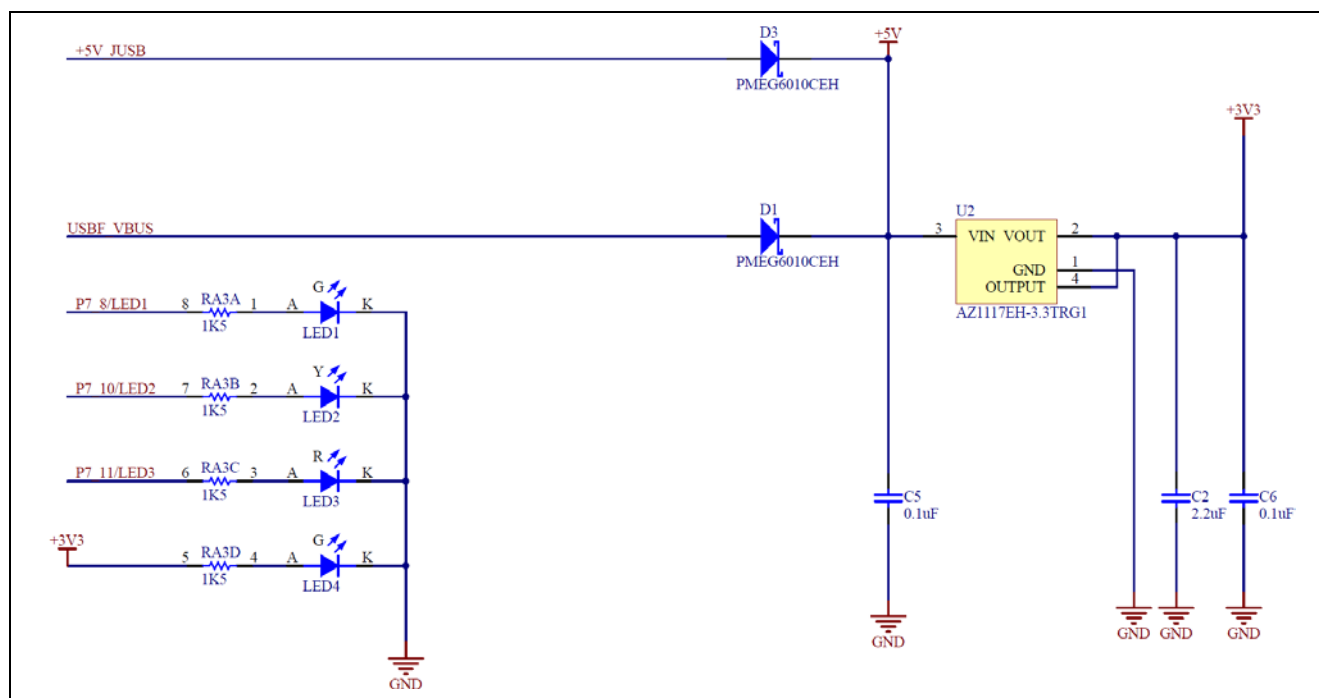 +5V_JUSB
D3
PMEG6010CEH
+5V
+3V3
USBF_VBUS
D1
PMEG6010CEH
U2
3 VIN VOUT 2
GND 1
OUTPUT 4
AZ1117EH-3.3TRG1
P7_8/LED1 8 RA3A 1 A G K
1K5 LED1
P7_10/LED2 7 RA3B 2 A Y K
1K5 LED2
P7_11/LED3 6 RA3C 3 A R K
1K5 LED3
+3V3 5 RA3D 4 A G K
1K5 LED4
C5
0.1uF
C2
2.2uF
C6
0.1uF
GND
GND
GND
GND
GND